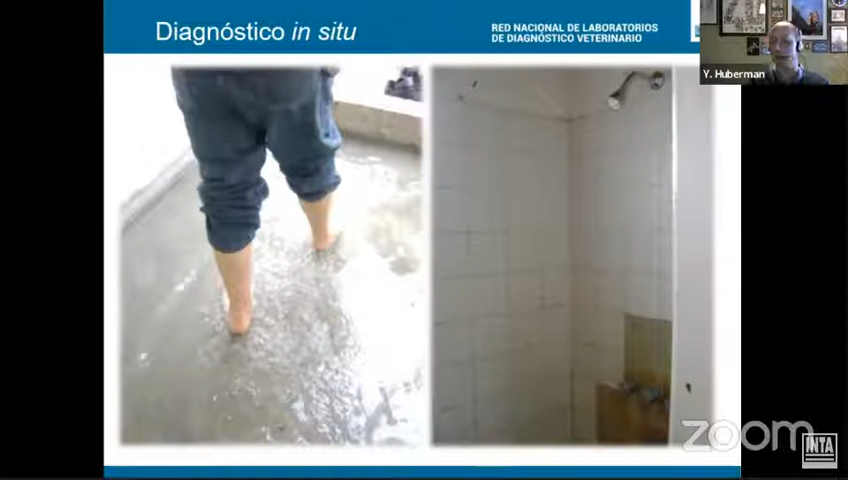 Diagnóstico in situ
RED NACIONAL DE LABORATORIOS
DE DIAGNÓSTICO VETERINARIO
Y. Huberman
zoom
INTA